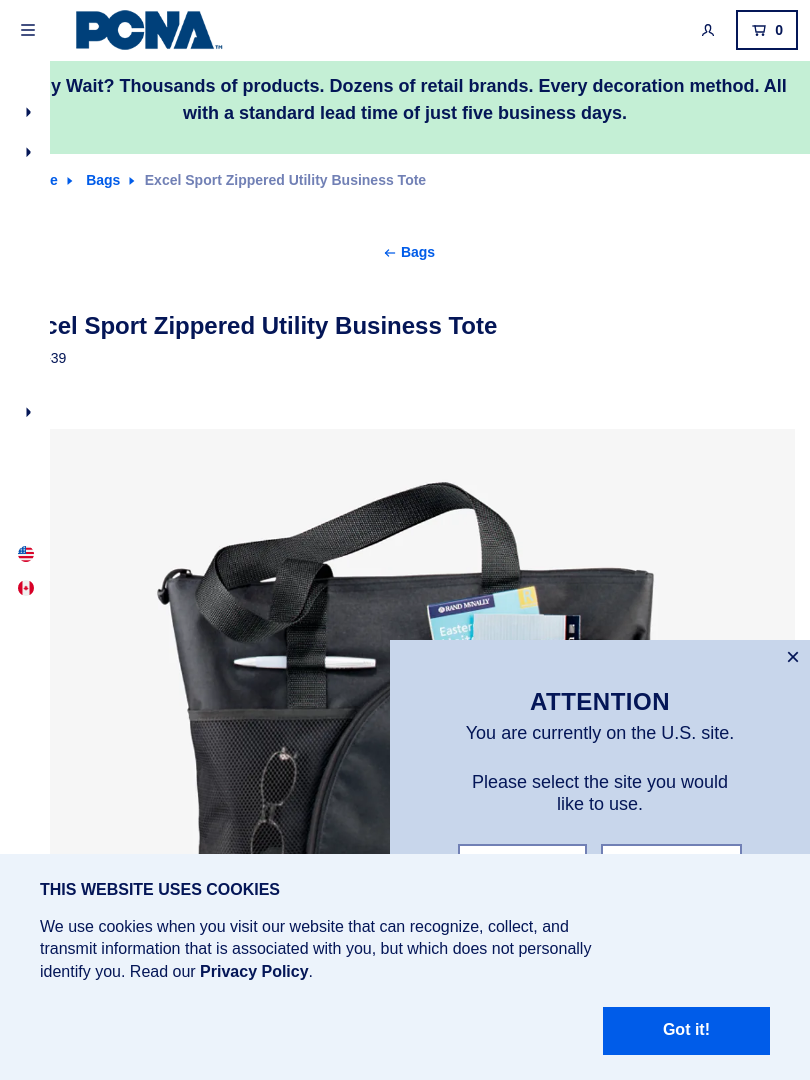 PCNA™
0
y Wait? Thousands of products. Dozens of retail brands. Every decoration method. All
with a standard lead time of just five business days.
e Bags Excel Sport Zippered Utility Business Tote
← Bags
cel Sport Zippered Utility Business Tote
39
RAND MCNALLY
Easter
ATTENTION
You are currently on the U.S. site.
Please select the site you would
like to use.
THIS WEBSITE USES COOKIES
We use cookies when you visit our website that can recognize, collect, and
transmit information that is associated with you, but which does not personally
identify you. Read our Privacy Policy.
Got it!